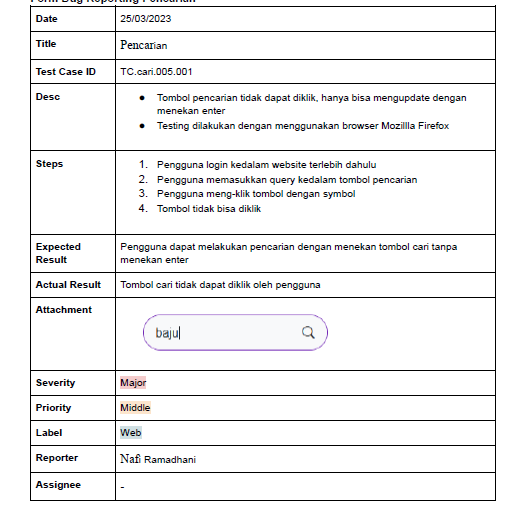 Form Bug Reporting Pencarian
Date 25/03/2023
Title Pencarian
Test Case ID TC.cari.005.001
Desc
● Tombol pencarian tidak dapat diklik, hanya bisa mengupdate dengan
menekan enter
● Testing dilakukan dengan menggunakan browser Mozillla Firefox
Steps
1. Pengguna login kedalam website terlebih dahulu
2. Pengguna memasukkan query kedalam tombol pencarian
3. Pengguna meng-klik tombol dengan symbol
4. Tombol tidak bisa diklik
Expected Result
Pengguna dapat melakukan pencarian dengan menekan tombol cari tanpa
menekan enter
Actual Result Tombol cari tidak dapat diklik oleh pengguna
Attachment
baju
Severity Major
Priority Middle
Label Web
Reporter Nafi Ramadhani
Assignee -